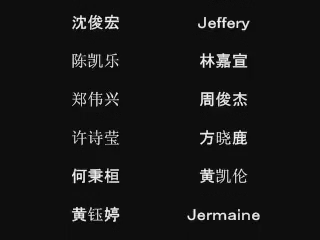 沈俊宏 Jeffery
陈凯乐 林嘉宣
郑伟兴 周俊杰
许诗莹 方晓鹿
何秉桓 黄凯伦
黄钰婷 Jermaine